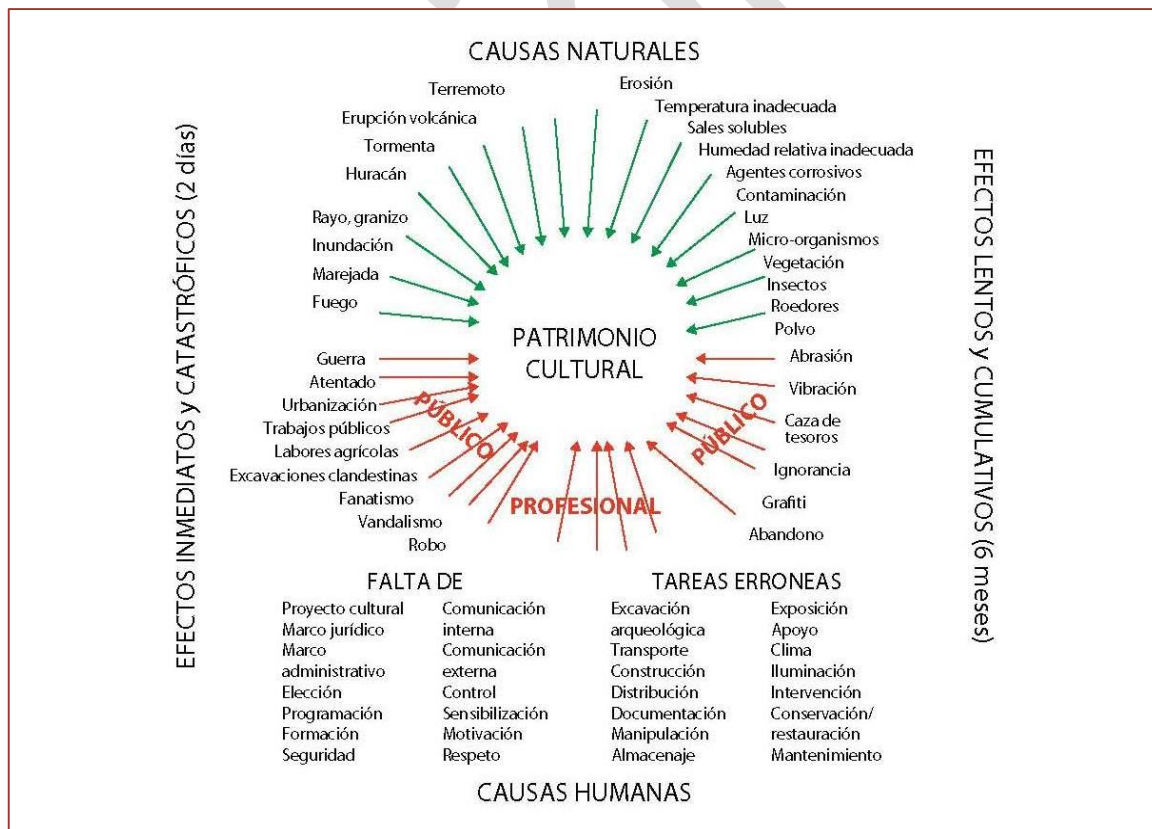 CAUSAS NATURALES
EFECTOS INMEDIATOS y CATASTRÓFICOS (2 días)
Terremoto
Erupción volcánica
Tormenta
Huracán
Rayo, granizo
Inundación
Marejada
Fuego
Guerra
Atentado
Urbanización
Trabajos públicos
Labores agrícolas
Excavaciones clandestinas
Fanatismo
Vandalismo
Robo
PÚBLICO
PATRIMONIO
CULTURAL
PROFESIONAL
PÚBLICO
Erosión
Temperatura inadecuada
Sales solubles
Humedad relativa inadecuada
Agentes corrosivos
Contaminación
Luz
Micro-organismos
Vegetación
Insectos
Roedores
Polvo
Abrasión
Vibración
Caza de
tesoros
Ignorancia
Grafiti
Abandono
EFECTOS LENTOS y CUMULATIVOS (6 meses)
FALTA DE
Proyecto cultural
Marco jurídico
Marco
administrativo
Elección
Programación
Formación
Seguridad
Comunicación
interna
Comunicación
externa
Control
Sensibilización
Motivación
Respeto
TAREAS ERRONEAS
Excavación
arqueológica
Transporte
Construcción
Distribución
Documentación
Manipulación
Almacenaje
Exposición
Apoyo
Clima
Iluminación
Intervención
Conservación/
restauración
Mantenimiento
CAUSAS HUMANAS